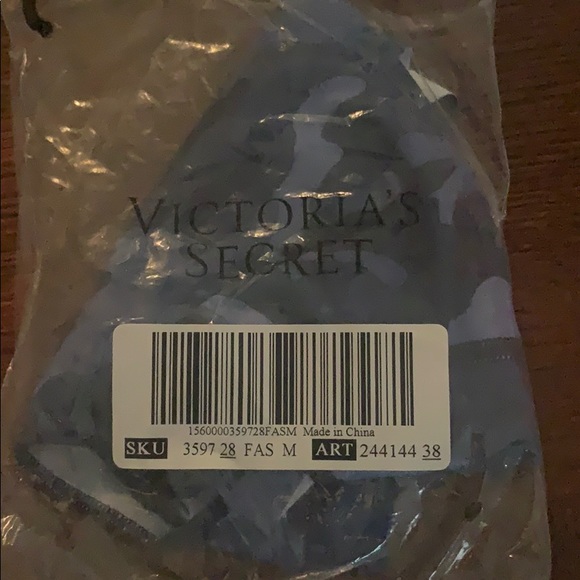 VICTORIA'S
SECRET
1560000359728FASM Made in China
SKU 3597 28 FAS M ART 244144 38